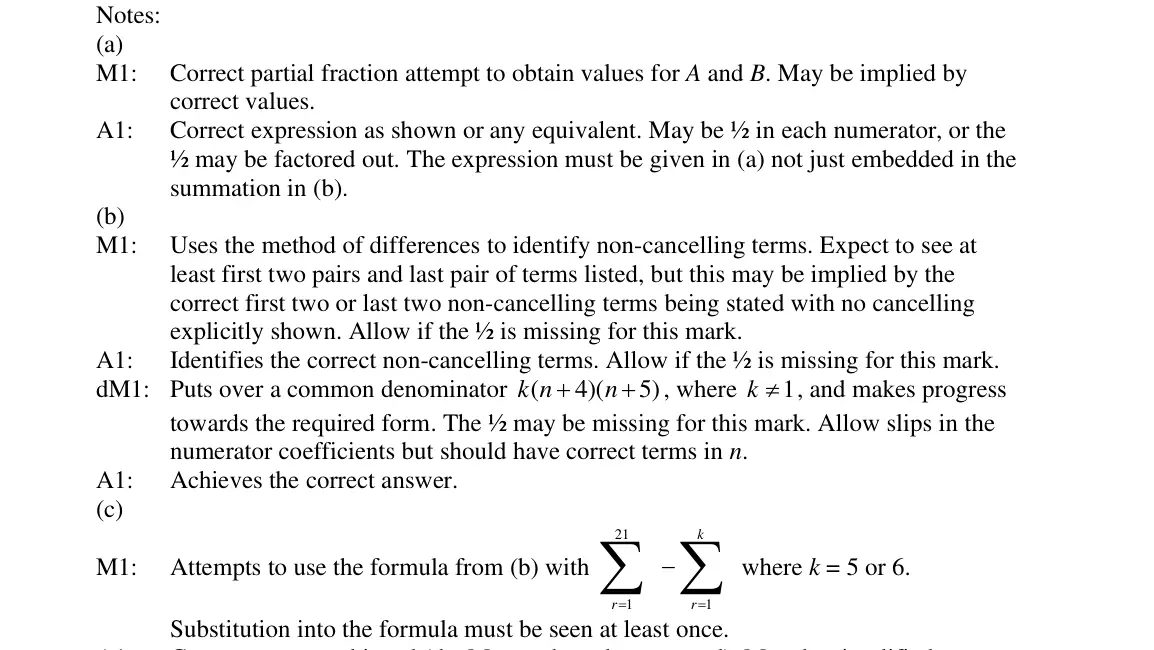 Notes:
(a)
M1: Correct partial fraction attempt to obtain values for A and B. May be implied by
correct values.
A1: Correct expression as shown or any equivalent. May be ½ in each numerator, or the
½ may be factored out. The expression must be given in (a) not just embedded in the
summation in (b).
(b)
M1: Uses the method of differences to identify non-cancelling terms. Expect to see at
least first two pairs and last pair of terms listed, but this may be implied by the
correct first two or last two non-cancelling terms being stated with no cancelling
explicitly shown. Allow if the ½ is missing for this mark.
A1: Identifies the correct non-cancelling terms. Allow if the ½ is missing for this mark.
dM1: Puts over a common denominator k(n+4)(n+5), where k ≠1, and makes progress
towards the required form. The ½ may be missing for this mark. Allow slips in the
numerator coefficients but should have correct terms in n.
A1: Achieves the correct answer.
(c)
21 k
M1: Attempts to use the formula from (b) with ∑ − ∑ where k = 5 or 6.
r=1 r=1
Substitution into the formula must be seen at least once.